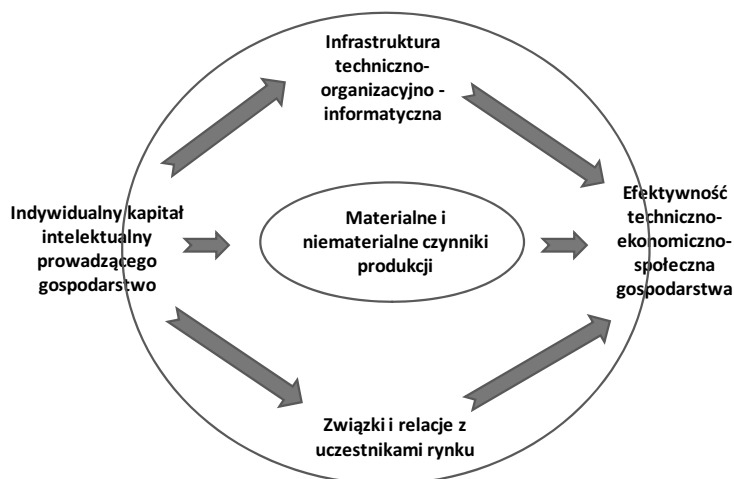 Infrastruktura
techniczno-
organizacyjno -
informatyczna
Indywidualny kapitał
intelektualny
prowadzącego
gospodarstwo
Materialne i
niematerialne czynniki
produkcji
Efektywność
techniczno-
ekonomiczno-
społeczna
gospodarstwa
Związki i relacje z
uczestnikami rynku